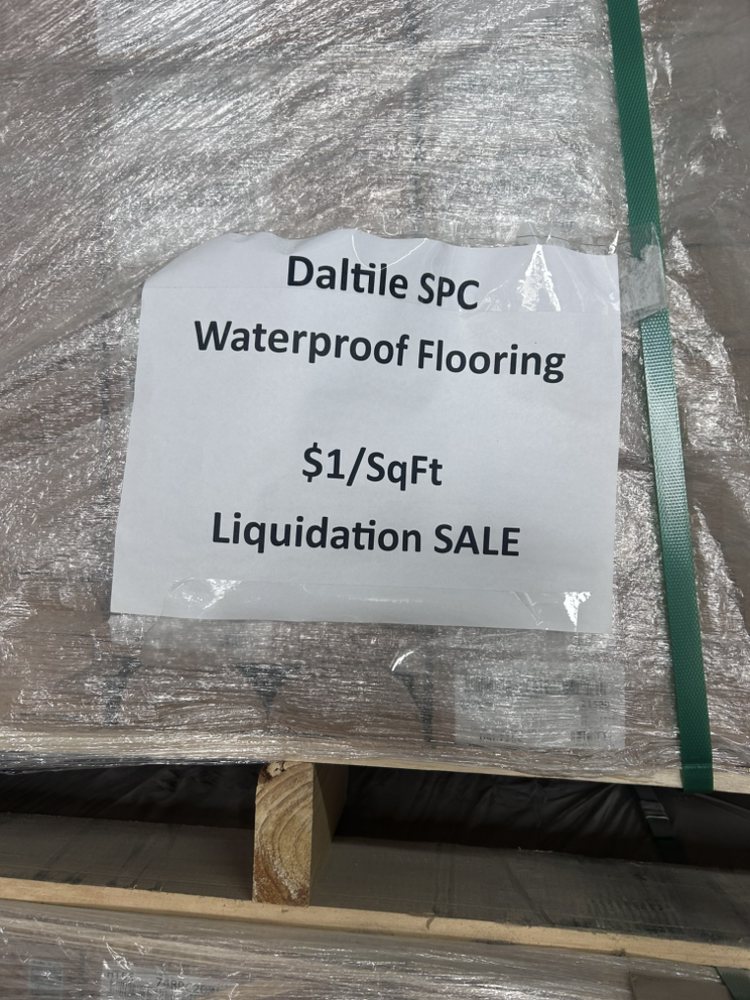 Daltile SPC
Waterproof Flooring
$1/SqFt
Liquidation SALE